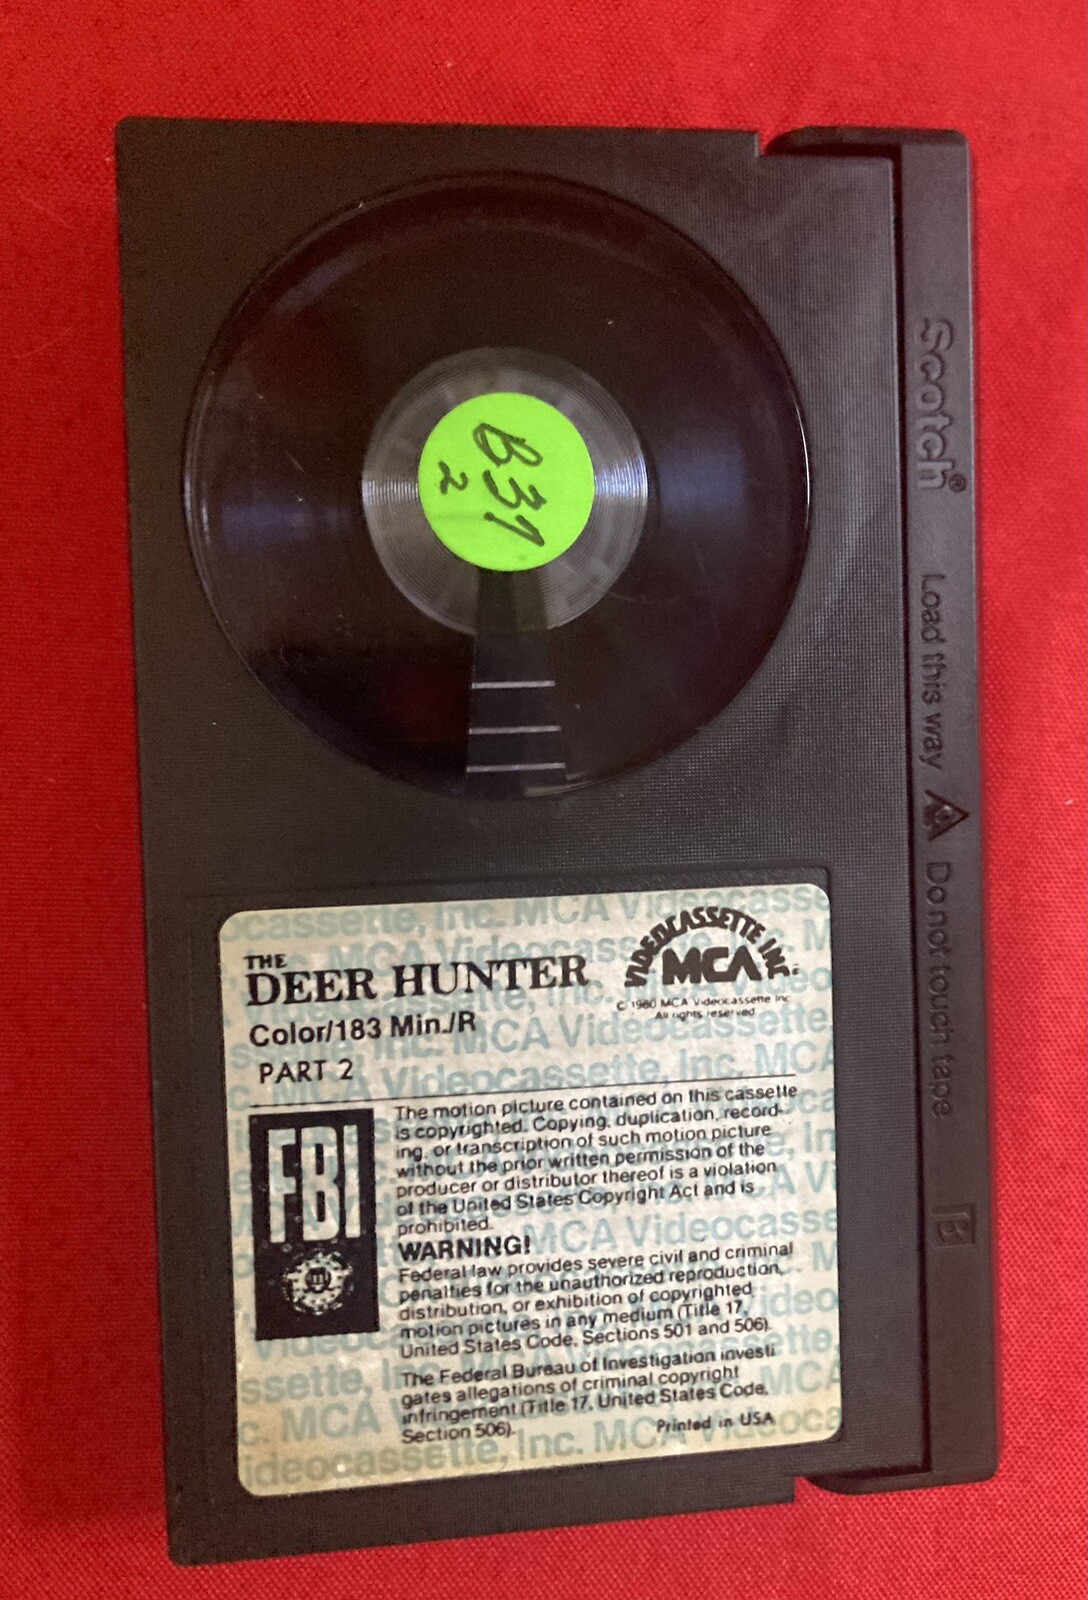 B31
2
Scotch®
Load this way
Do not touch tape
B
THE
DEER HUNTER
Color/183 Min./R
PART 2
VIDEOCASSETTE INC.
MCA
© 1980 MCA Videocassette Inc
All rights reserved
FBI
The motion picture contained on this cassette
is copyrighted. Copying, duplication, record-
ing, or transcription of such motion picture
without the prior written permission of the
producer or distributor thereof is a violation
of the United States Copyright Act and is
prohibited.
WARNING!
Federal law provides severe civil and criminal
penalties for the unauthorized reproduction,
distribution, or exhibition of copyrighted
motion pictures in any medium (Title 17,
United States Code, Sections 501 and 506).
The Federal Bureau of Investigation investi
gates allegations of criminal copyright
infringement (Title 17, United States Code,
Section 506).
Printed in USA